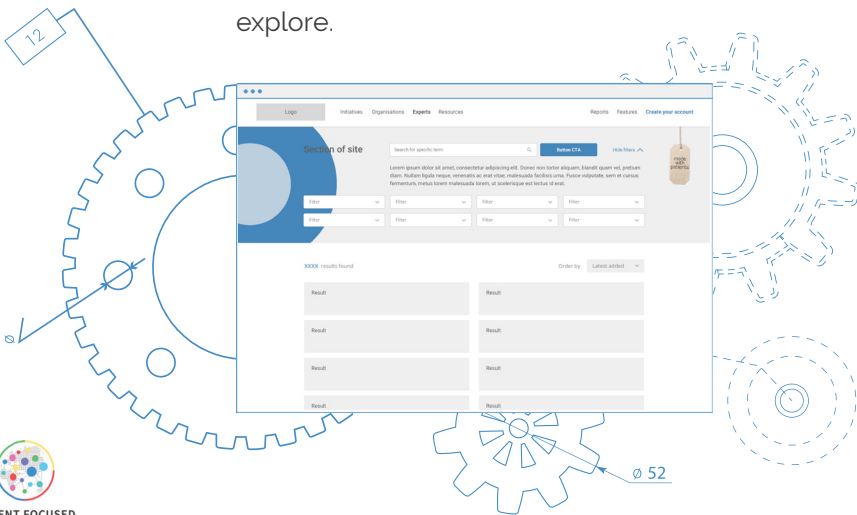 explore.
12
Logo
Initiatives Organisations Experts Resources
Reports Features Create your account
Section of site
Search for specific term
Button CTA
Hide filters
made
with
patients
Lorem ipsum dolor sit amet, consectetur adipiscing elit. Donec non tortor aliquam, blandit quam vel, pretium
diam. Nullam ligula neque, venenatis ac erat vitae, malesuada facilisis urna. Fusce vulputate, sem et cursus
fermentum, metus lorem malesuada lorem, ut scelerisque est lectus id erat.
Filter Filter Filter Filter
Filter Filter Filter Filter
XXXX results found
Order by Latest added
Result Result
Result Result
Result Result
Result Result
ø
ø 52
ENT FOCUSED